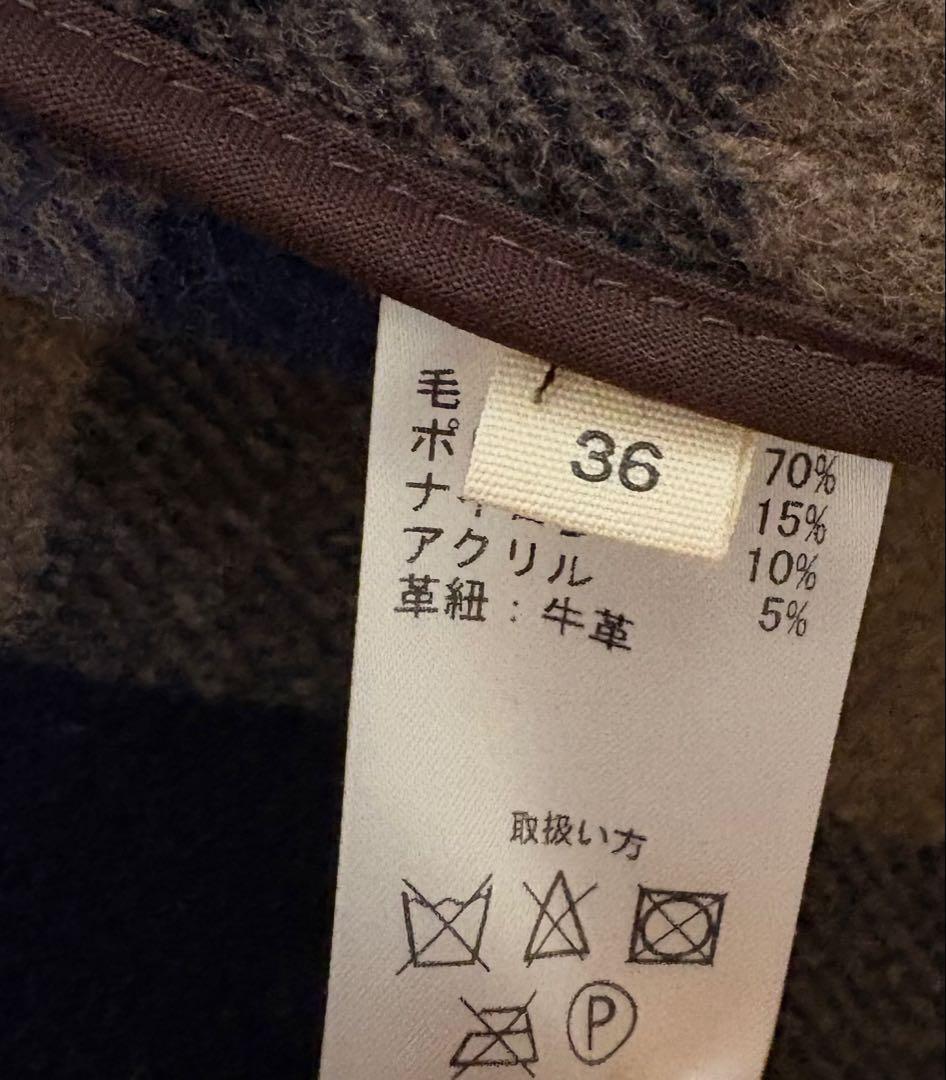 毛 70%
ポ 15%
ナ 10%
アクリル 5%
革紐：牛革
36
取扱い方
P